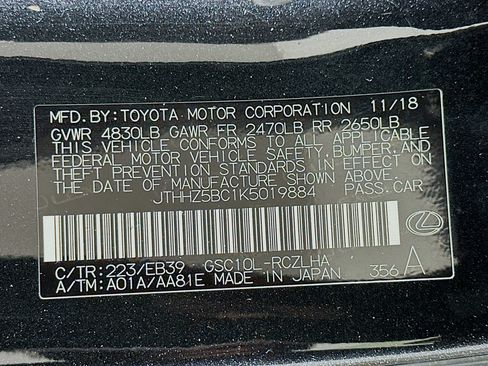 MFD. BY: TOYOTA MOTOR CORPORATION 11/18
GVWR 4830LB GAWR FR 2470LB RR 2650LB
THIS VEHICLE CONFORMS TO ALL APPLICABLE
FEDERAL MOTOR VEHICLE SAFETY, BUMPER, AND
THEFT PREVENTION STANDARDS IN EFFECT ON
THE DATE OF MANUFACTURE SHOWN ABOVE.
JTHHZ5BC1K5019884 PASS.CAR
C/TR: 223/EB39 GSC10L-RCZLHA
A/TM: A01A/AA81E MADE IN JAPAN 356 A